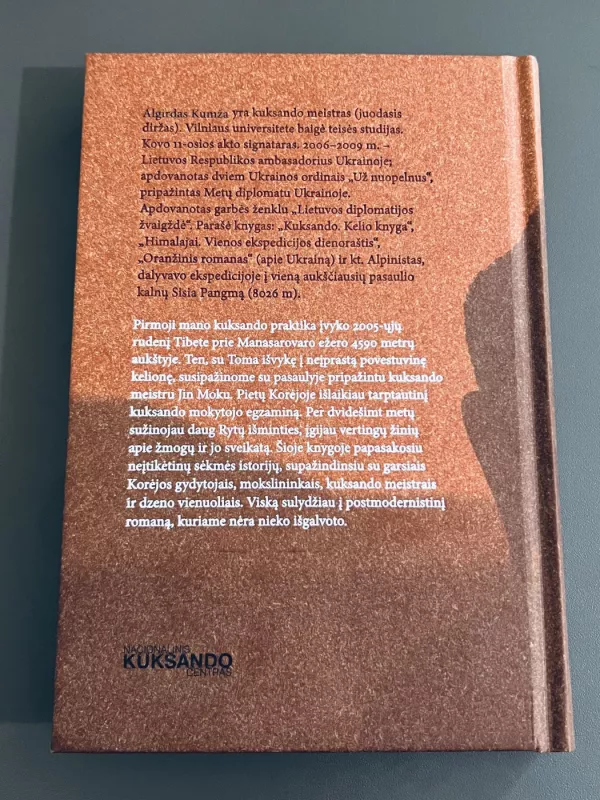 Algirdas Kumža yra kuksando meistras (juodasis
diržas). Vilniaus universitete baigė teisės studijas.
Kovo 11-osios akto signataras. 2006–2009 m. –
Lietuvos Respublikos ambasadorius Ukrainoje;
apdovanotas dviem Ukrainos ordinais „Už nuopelnus“,
pripažintas Metų diplomatu Ukrainoje.
Apdovanotas garbės ženklu „Lietuvos diplomatijos
žvaigždė“. Parašė knygas: „Kuksando. Kelio knyga“,
„Himalajai. Vienos ekspedicijos dienoraštis“,
„Oranžinis romanas“ (apie Ukrainą) ir kt. Alpinistas,
dalyvavo ekspedicijoje į vieną aukščiausių pasaulio
kalnų Šišia Pangmą (8026 m).
Pirmoji mano kuksando praktika įvyko 2005-ųjų
rudenį Tibete prie Manasarovaro ežero 4590 metrų
aukštyje. Ten, su Toma išvykę į neįprastą povestuvinę
kelionę, susipažinome su pasaulyje pripažintu kuksando
meistru Jin Moku. Pietų Korėjoje išlaikiau tarptautinį
kuksando mokytojo egzaminą. Per dvidešimt metų
sužinojau daug Rytų išminties, įgijau vertingų žinių
apie žmogų ir jo sveikatą. Šioje knygoje papasakosiu
neįtikėtinų sėkmės istorijų, supažindinsiu su garsiais
Korėjos gydytojais, mokslininkais, kuksando meistrais
ir dzeno vienuoliais. Viską sulydžiau į postmodernistinį
romaną, kuriame nėra nieko išgalvoto.
NACIONALINIS
KUKSANDO
CENTRAS